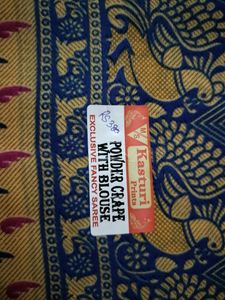 M/s
Kasturi
Prints
POWDER CRAPE
WITH BLOUSE
EXCLUSIVE FANCY SAREE